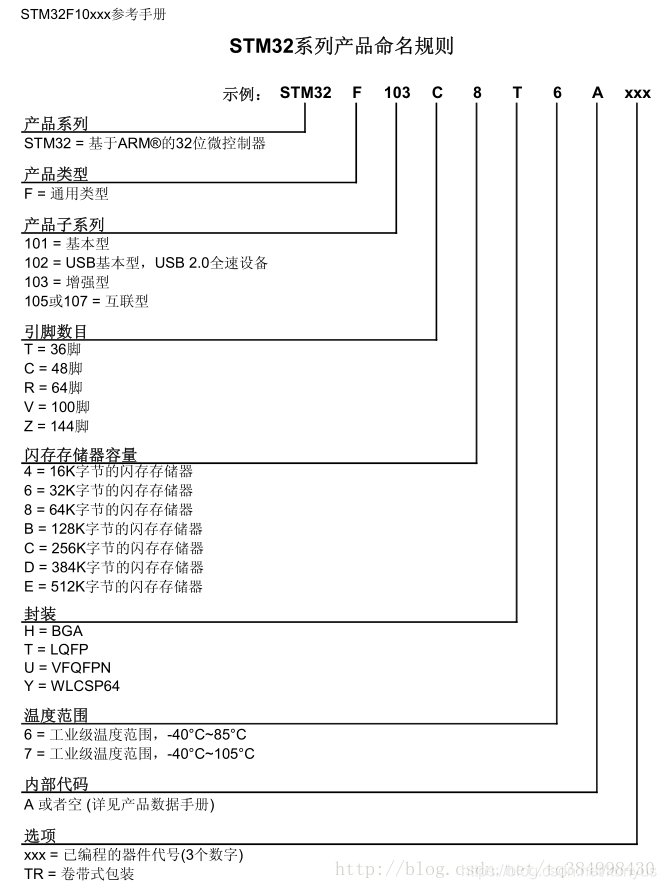 STM32F10xxx参考手册
STM32系列产品命名规则
示例： STM32 F 103 C 8 T 6 A xxx
产品系列
STM32 = 基于ARM®的32位微控制器
产品类型
F = 通用类型
产品子系列
101 = 基本型
102 = USB基本型，USB 2.0全速设备
103 = 增强型
105或107 = 互联型
引脚数目
T = 36脚
C = 48脚
R = 64脚
V = 100脚
Z = 144脚
闪存存储器容量
4 = 16K字节的闪存存储器
6 = 32K字节的闪存存储器
8 = 64K字节的闪存存储器
B = 128K字节的闪存存储器
C = 256K字节的闪存存储器
D = 384K字节的闪存存储器
E = 512K字节的闪存存储器
封装
H = BGA
T = LQFP
U = VFQFPN
Y = WLCSP64
温度范围
6 = 工业级温度范围，-40°C~85°C
7 = 工业级温度范围，-40°C~105°C
内部代码
A 或者空 (详见产品数据手册)
选项
xxx = 已编程的器件代号(3个数字)
TR = 卷带式包装